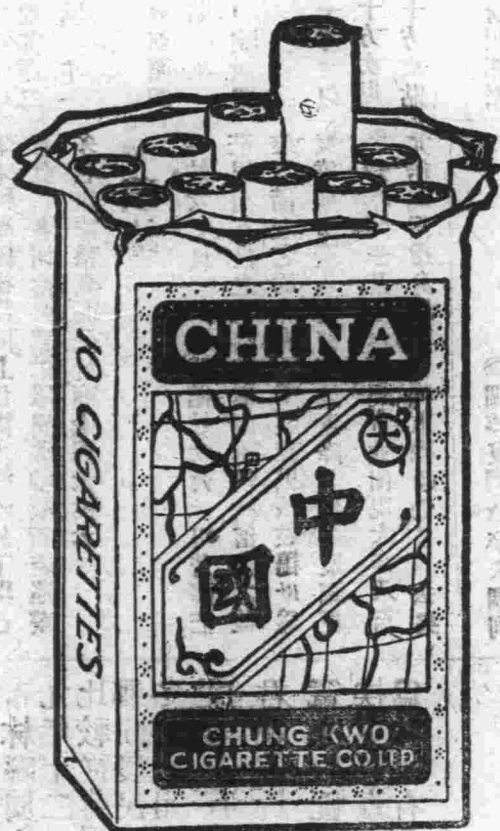 CHINA
大
中
國
10 CIGARETTES
CHUNG KWO
CIGARETTE CO LTD